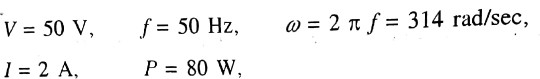 V = 50 V, f = 50 Hz, ω = 2 π f = 314 rad/sec,
I = 2 A, P = 80 W,